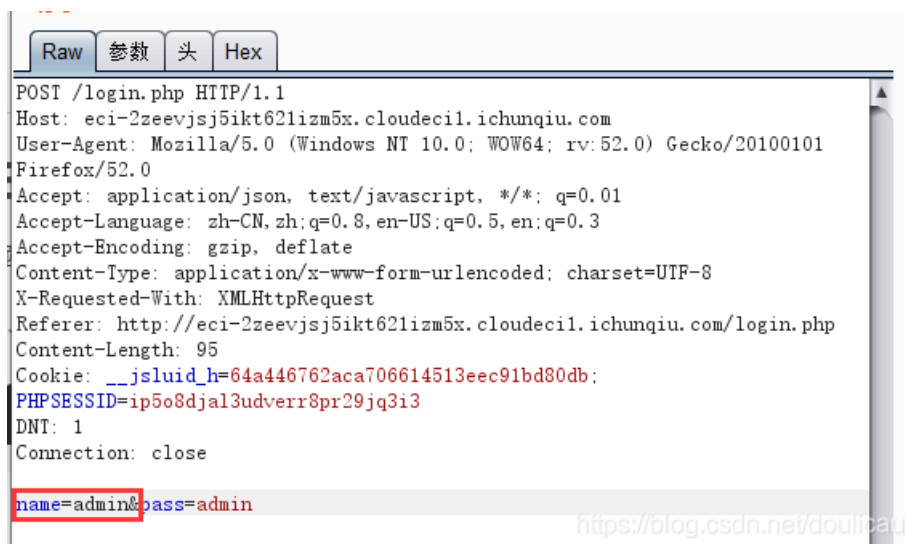 Raw 参数 头 Hex
POST /login.php HTTP/1.1
Host: eci-2zeevjsj5ikt621izm5x.cloudeci1.ichunqiu.com
User-Agent: Mozilla/5.0 (Windows NT 10.0; WOW64; rv:52.0) Gecko/20100101
Firefox/52.0
Accept: application/json, text/javascript, */*; q=0.01
Accept-Language: zh-CN,zh;q=0.8,en-US;q=0.5,en;q=0.3
Accept-Encoding: gzip, deflate
Content-Type: application/x-www-form-urlencoded; charset=UTF-8
X-Requested-With: XMLHttpRequest
Referer: http://eci-2zeevjsj5ikt621izm5x.cloudeci1.ichunqiu.com/login.php
Content-Length: 95
Cookie: __jsluid_h=64a446762aca706614513eec91bd80db;
PHPSESSID=ip5o8djal3udverr8pr29jq3i3
DNT: 1
Connection: close
name=admin&pass=admin
https://blog.csdn.net/doulicau